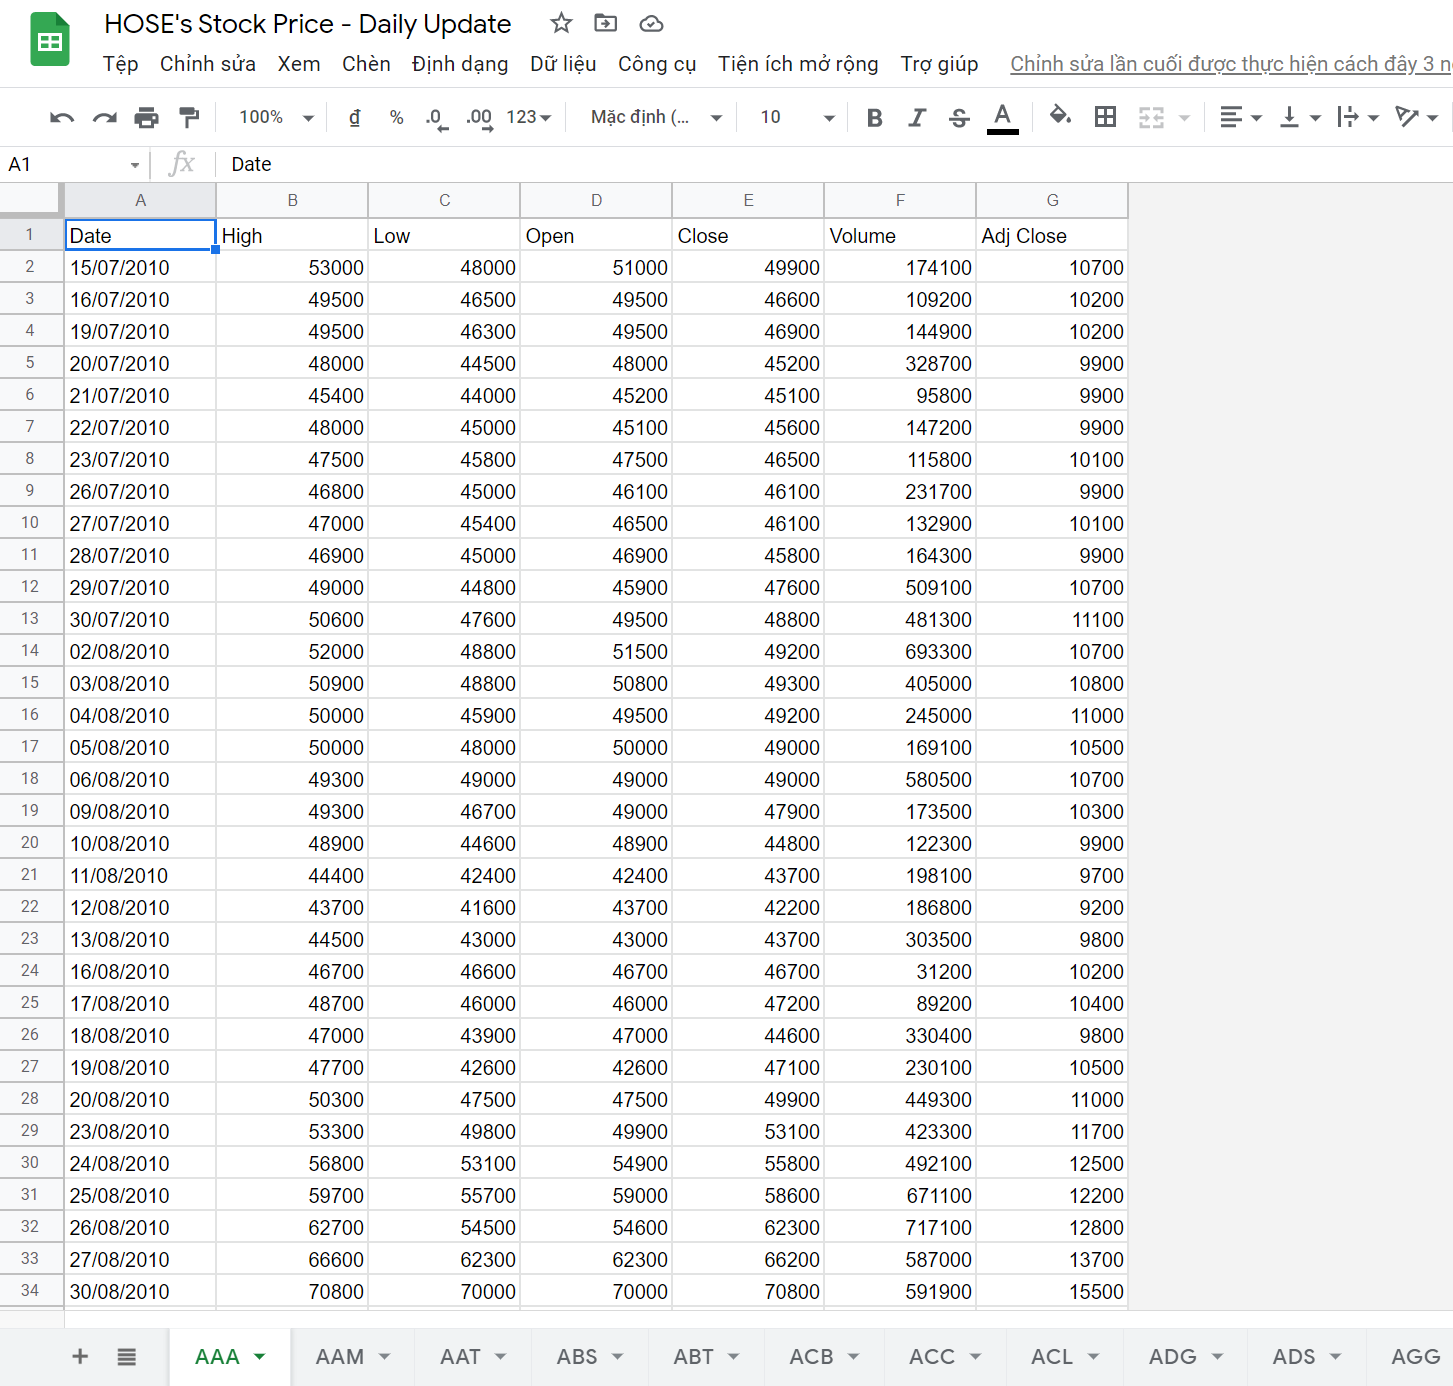 HOSE's Stock Price - Daily Update
Tệp Chỉnh sửa Xem Chèn Định dạng Dữ liệu Công cụ Tiện ích mở rộng Trợ giúp Chỉnh sửa lần cuối được thực hiện cách đây 3
100% ₫ % .0 .00 123 Mặc định (... 10 B I S A
A1 fx Date
A B C D E F G
1 Date High Low Open Close Volume Adj Close
2 15/07/2010 53000 48000 51000 49900 174100 10700
3 16/07/2010 49500 46500 49500 46600 109200 10200
4 19/07/2010 49500 46300 49500 46900 144900 10200
5 20/07/2010 48000 44500 48000 45200 328700 9900
6 21/07/2010 45400 44000 45200 45100 95800 9900
7 22/07/2010 48000 45000 45100 45600 147200 9900
8 23/07/2010 47500 45800 47500 46500 115800 10100
9 26/07/2010 46800 45000 46100 46100 231700 9900
10 27/07/2010 47000 45400 46500 46100 132900 10100
11 28/07/2010 46900 45000 46900 45800 164300 9900
12 29/07/2010 49000 44800 45900 47600 509100 10700
13 30/07/2010 50600 47600 49500 48800 481300 11100
14 02/08/2010 52000 48800 51500 49200 693300 10700
15 03/08/2010 50900 48800 50800 49300 405000 10800
16 04/08/2010 50000 45900 49500 49200 245000 11000
17 05/08/2010 50000 48000 50000 49000 169100 10500
18 06/08/2010 49300 49000 49000 49000 580500 10700
19 09/08/2010 49300 46700 49000 47900 173500 10300
20 10/08/2010 48900 44600 48900 44800 122300 9900
21 11/08/2010 44400 42400 42400 43700 198100 9700
22 12/08/2010 43700 41600 43700 42200 186800 9200
23 13/08/2010 44500 43000 43000 43700 303500 9800
24 16/08/2010 46700 46600 46700 46700 31200 10200
25 17/08/2010 48700 46000 46000 47200 89200 10400
26 18/08/2010 47000 43900 47000 44600 330400 9800
27 19/08/2010 47700 42600 42600 47100 230100 10500
28 20/08/2010 50300 47500 47500 49900 449300 11000
29 23/08/2010 53300 49800 49900 53100 423300 11700
30 24/08/2010 56800 53100 54900 55800 492100 12500
31 25/08/2010 59700 55700 59000 58600 671100 12200
32 26/08/2010 62700 54500 54600 62300 717100 12800
33 27/08/2010 66600 62300 62300 66200 587000 13700
34 30/08/2010 70800 70000 70000 70800 591900 15500
AAA AAM AAT ABS ABT ACB ACC ACL ADG ADS AGG